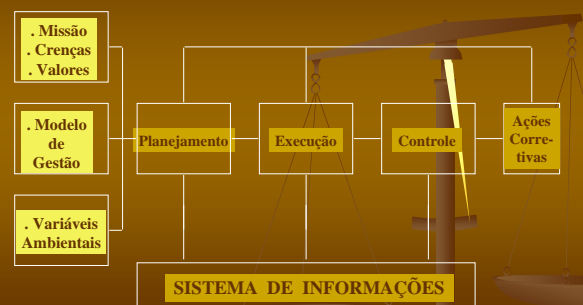 . Missão
. Crenças
. Valores
. Modelo
de
Gestão
. Variáveis
Ambientais
Planejamento
Execução
Controle
Ações
Corre-
tivas
SISTEMA DE INFORMAÇÕES